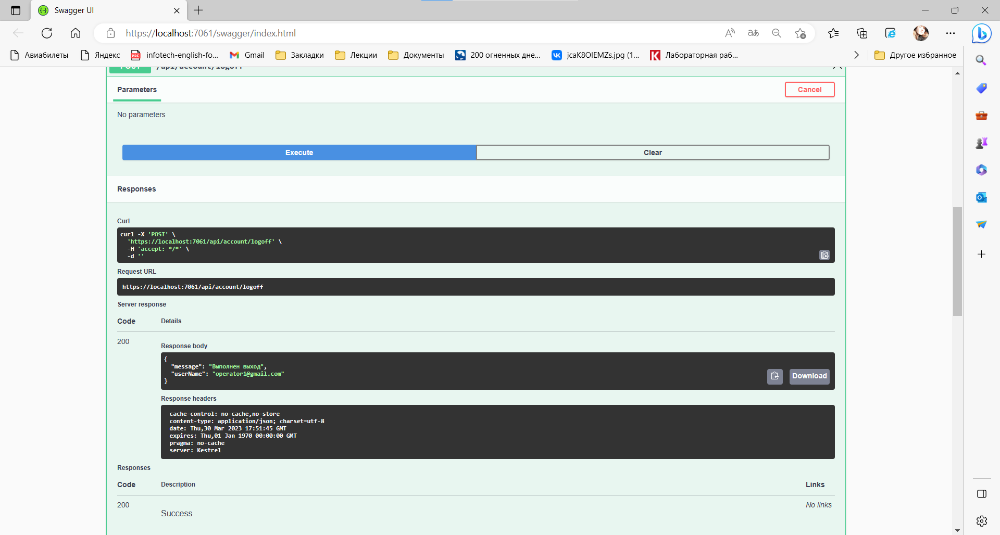 Swagger UI
https://localhost:7061/swagger/index.html
Авиабилеты
Яндекс
infotech-english-fo...
Gmail
Закладки
Лекции
Документы
200 огненных дне...
jcaK8OIEMZs.jpg (1...
Лабораторная раб...
Другое избранное
POST /api/account/logoff
Parameters
Cancel
No parameters
Execute
Clear
Responses
Curl
curl -X 'POST' \
'https://localhost:7061/api/account/logoff' \
-H 'accept: */*' \
-d ''
Request URL
https://localhost:7061/api/account/logoff
Server response
Code Details
200
Response body
{
"message": "Выполнен выход",
"userName": "operator1@gmail.com"
}
Download
Response headers
cache-control: no-cache,no-store
content-type: application/json; charset=utf-8
date: Thu,30 Mar 2023 17:51:45 GMT
expires: Thu,01 Jan 1970 00:00:00 GMT
pragma: no-cache
server: Kestrel
Responses
Code Description Links
200 No links
Success